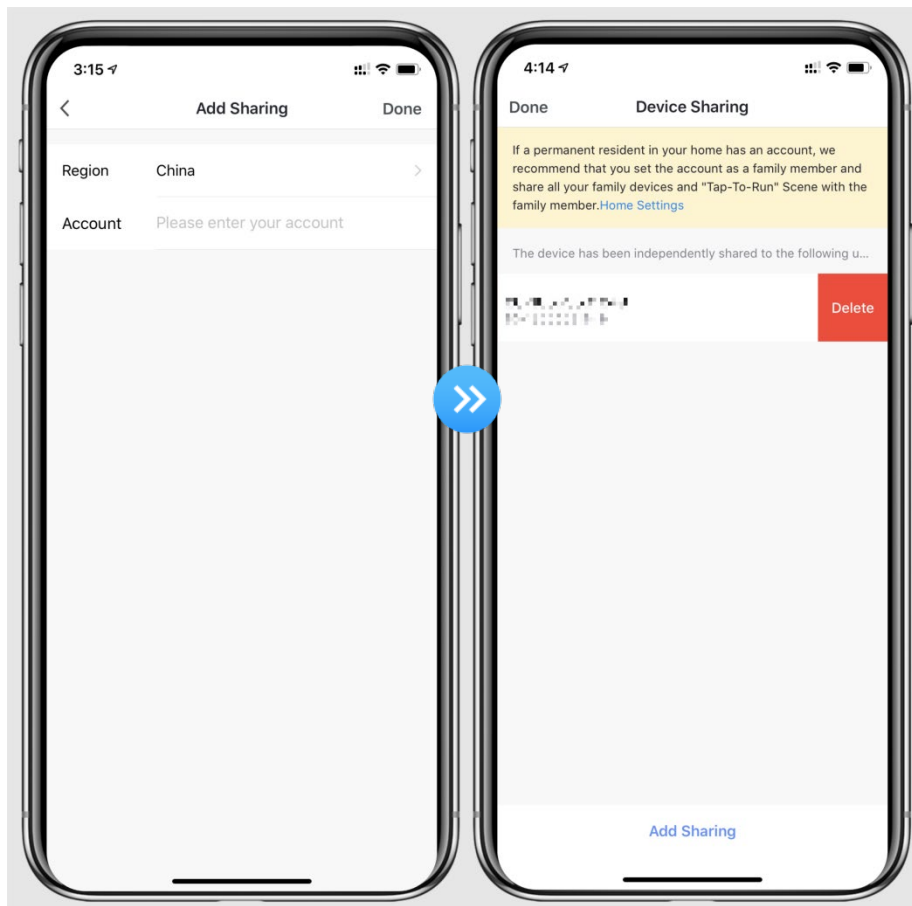 3:15
Add Sharing
Done
Region
China
Account
Please enter your account
4:14
Done
Device Sharing
If a permanent resident in your home has an account, we
recommend that you set the account as a family member and
share all your family devices and "Tap-To-Run" Scene with the
family member.Home Settings
The device has been independently shared to the following u...
Delete
Add Sharing